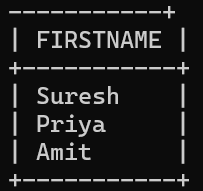 -----------+
| FIRSTNAME |
+-----------+
| Suresh    |
| Priya     |
| Amit      |
+-----------+